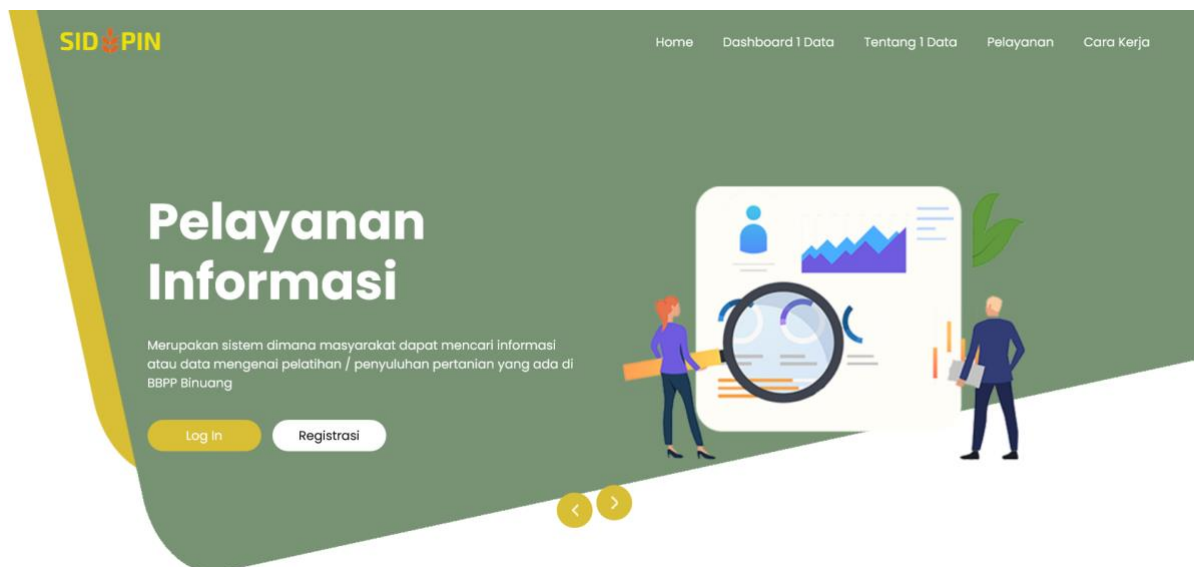 SIDAPIN
Home Dashboard 1 Data Tentang 1 Data Pelayanan Cara Kerja
Pelayanan
Informasi
Merupakan sistem dimana masyarakat dapat mencari informasi
atau data mengenai pelatihan / penyuluhan pertanian yang ada di
BBPP Binuang
Log In Registrasi